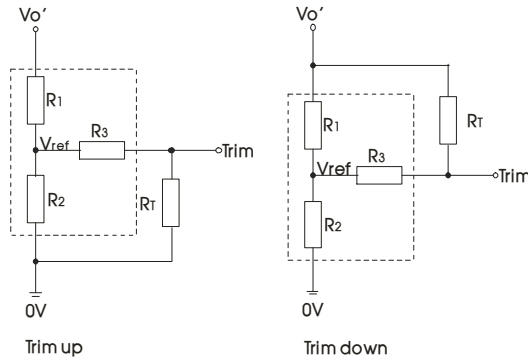 Vo'
R1
R3
Vref
Trim
R2
RT
0V
Trim up
Vo'
R1
RT
R3
Vref
Trim
R2
0V
Trim down